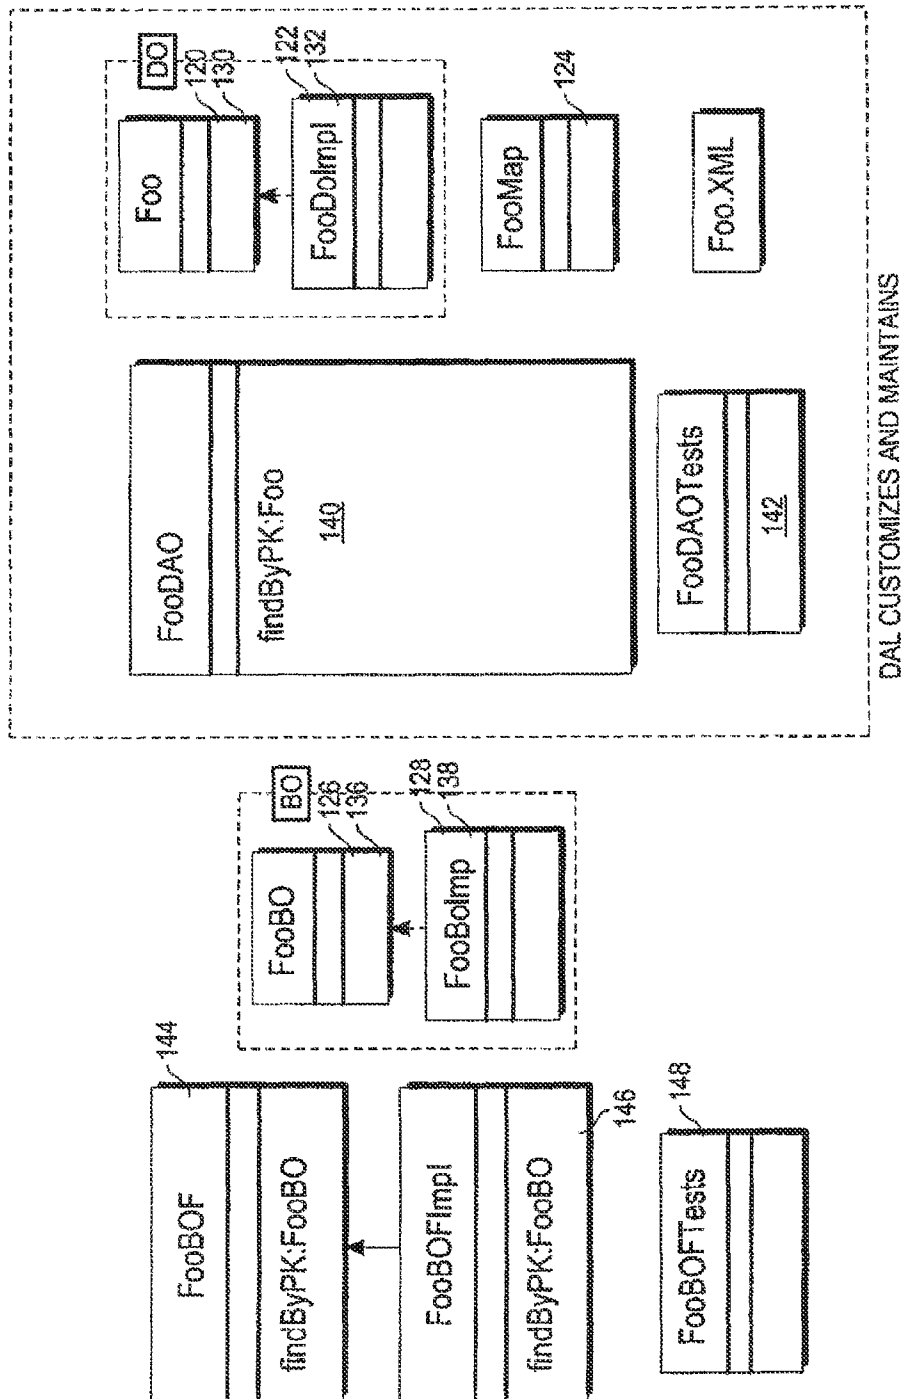 FooBOF
144
findByPK:FooBO
FooBOFImpl
findByPK:FooBO
146
FooBOFTests
148
BO
FooBO
126
136
FooBoImp
128
138
FooDAO
findByPK:Foo
140
FooDAOTests
142
DO
Foo
120
130
FooDoImpl
122
132
FooMap
124
Foo.XML
DAL CUSTOMIZES AND MAINTAINS